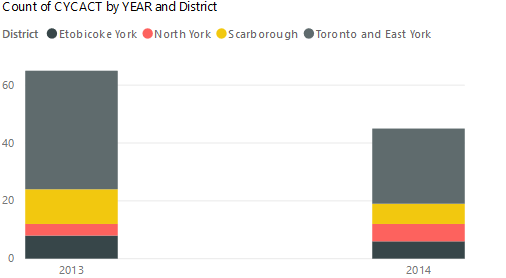 Count of CYCACT by YEAR and District
District Etobicoke York North York Scarborough Toronto and East York
60
40
20
0
2013 2014